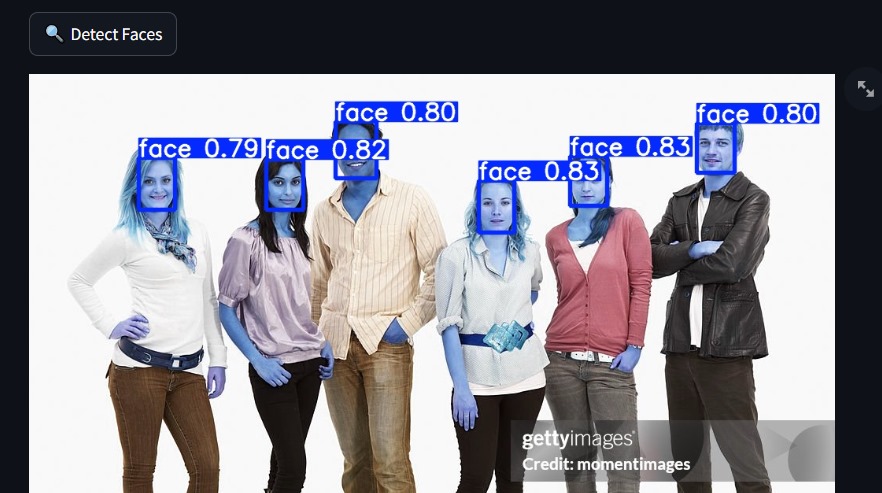 🔍 Detect Faces
face 0.80
face 0.80
face 0.79
face 0.82
face 0.83
face 0.83
gettyimages®
Credit: momentimages